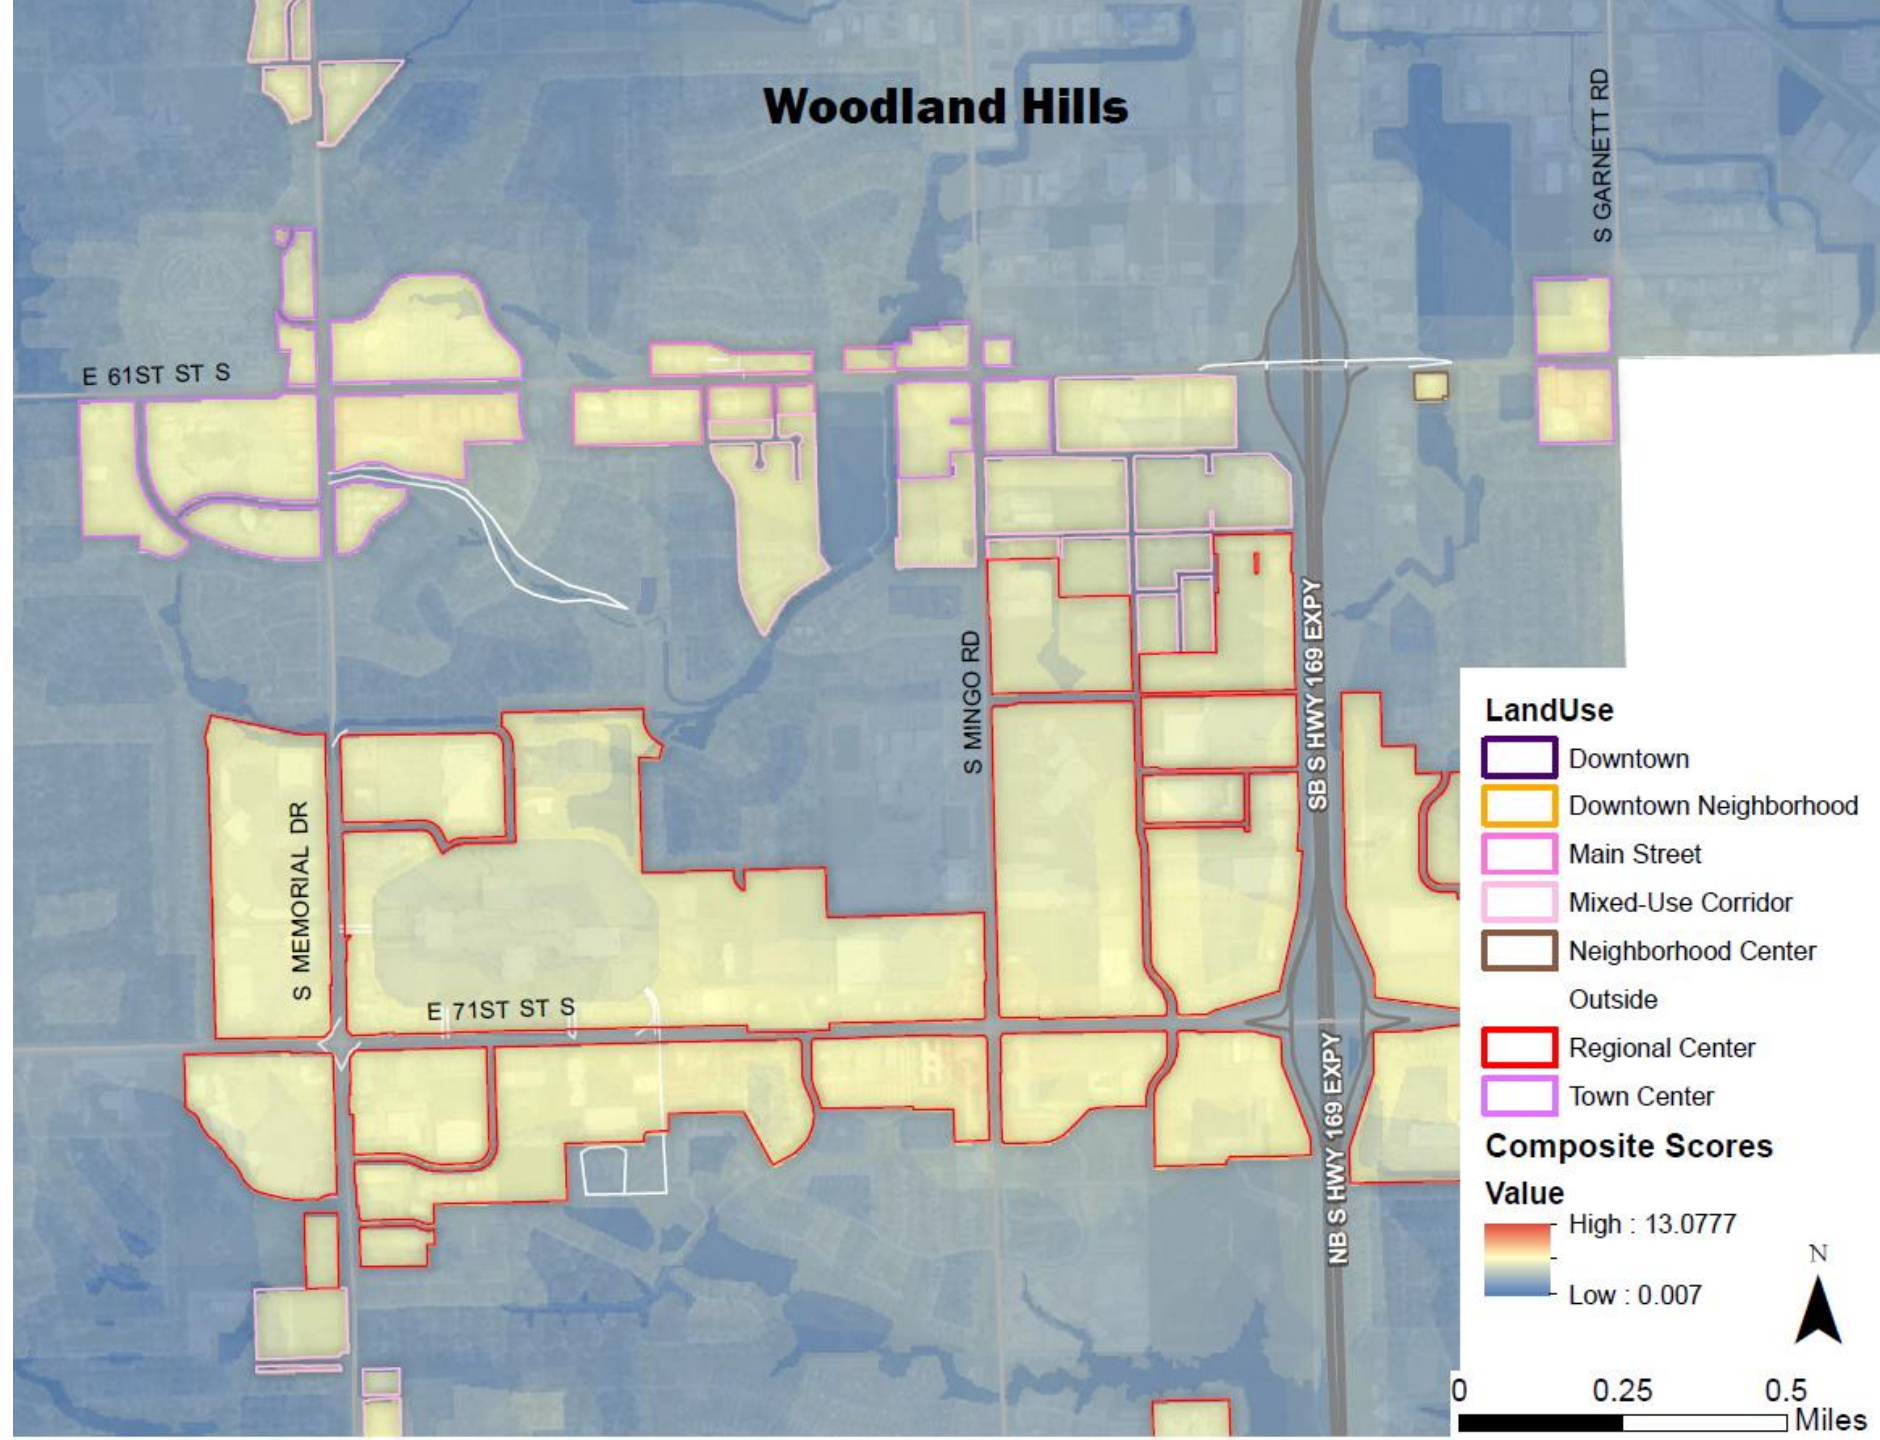 Woodland Hills
S GARNETT RD
E 61ST ST S
S MINGO RD
SB S HWY 169 EXPY
S MEMORIAL DR
E 71ST ST S
NB S HWY 169 EXPY
LandUse
Downtown
Downtown Neighborhood
Main Street
Mixed-Use Corridor
Neighborhood Center
Outside
Regional Center
Town Center
Composite Scores
Value
High : 13.0777
Low : 0.007
N
0 0.25 0.5
Miles